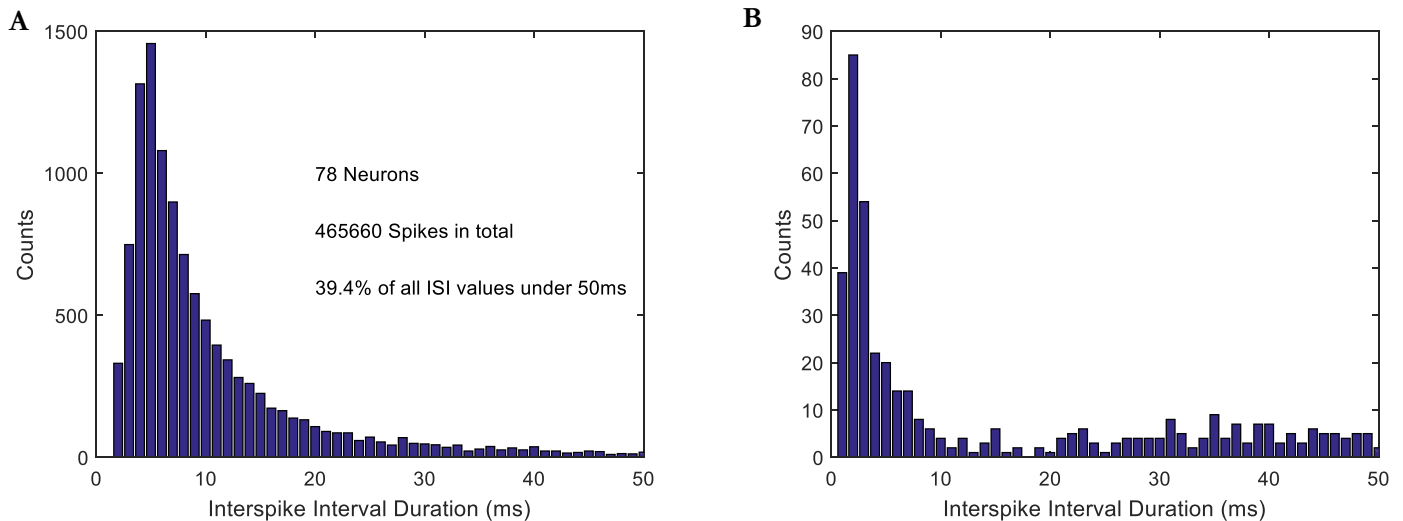 A
1500
1000
500
0
Counts
78 Neurons
465660 Spikes in total
39.4% of all ISI values under 50ms
0 10 20 30 40 50
Interspike Interval Duration (ms)
B
90
80
70
60
50
40
30
20
10
0
Counts
0 10 20 30 40 50
Interspike Interval Duration (ms)